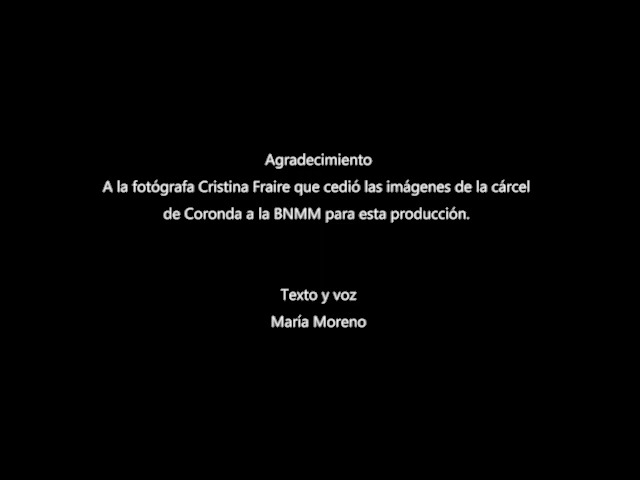 Agradecimiento
A la fotógrafa Cristina Fraire que cedió las imágenes de la cárcel
de Coronda a la BNMM para esta producción.
Texto y voz
María Moreno